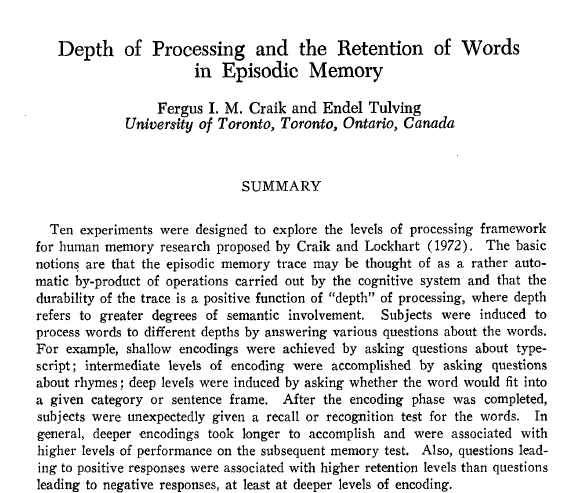 Depth of Processing and the Retention of Words
in Episodic Memory
Fergus I. M. Craik and Endel Tulving
University of Toronto, Toronto, Ontario, Canada
SUMMARY
Ten experiments were designed to explore the levels of processing framework
for human memory research proposed by Craik and Lockhart (1972). The basic
notions are that the episodic memory trace may be thought of as a rather auto-
matic by-product of operations carried out by the cognitive system and that the
durability of the trace is a positive function of "depth" of processing, where depth
refers to greater degrees of semantic involvement. Subjects were induced to
process words to different depths by answering various questions about the words.
For example, shallow encodings were achieved by asking questions about type-
script; intermediate levels of encoding were accomplished by asking questions
about rhymes; deep levels were induced by asking whether the word would fit into
a given category or sentence frame. After the encoding phase was completed,
subjects were unexpectedly given a recall or recognition test for the words. In
general, deeper encodings took longer to accomplish and were associated with
higher levels of performance on the subsequent memory test. Also, questions lead-
ing to positive responses were associated with higher retention levels than questions
leading to negative responses, at least at deeper levels of encoding.